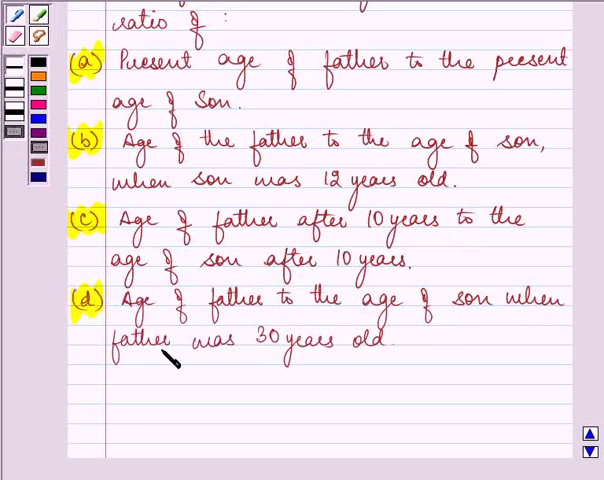 ratio of :
(a) Present age of father to the present
age of Son.
(b) Age of the father to the age of son,
when son was 12 years old.
(c) Age of father after 10 years to the
age of son after 10 years.
(d) Age of father to the age of son when
father was 30 years old.